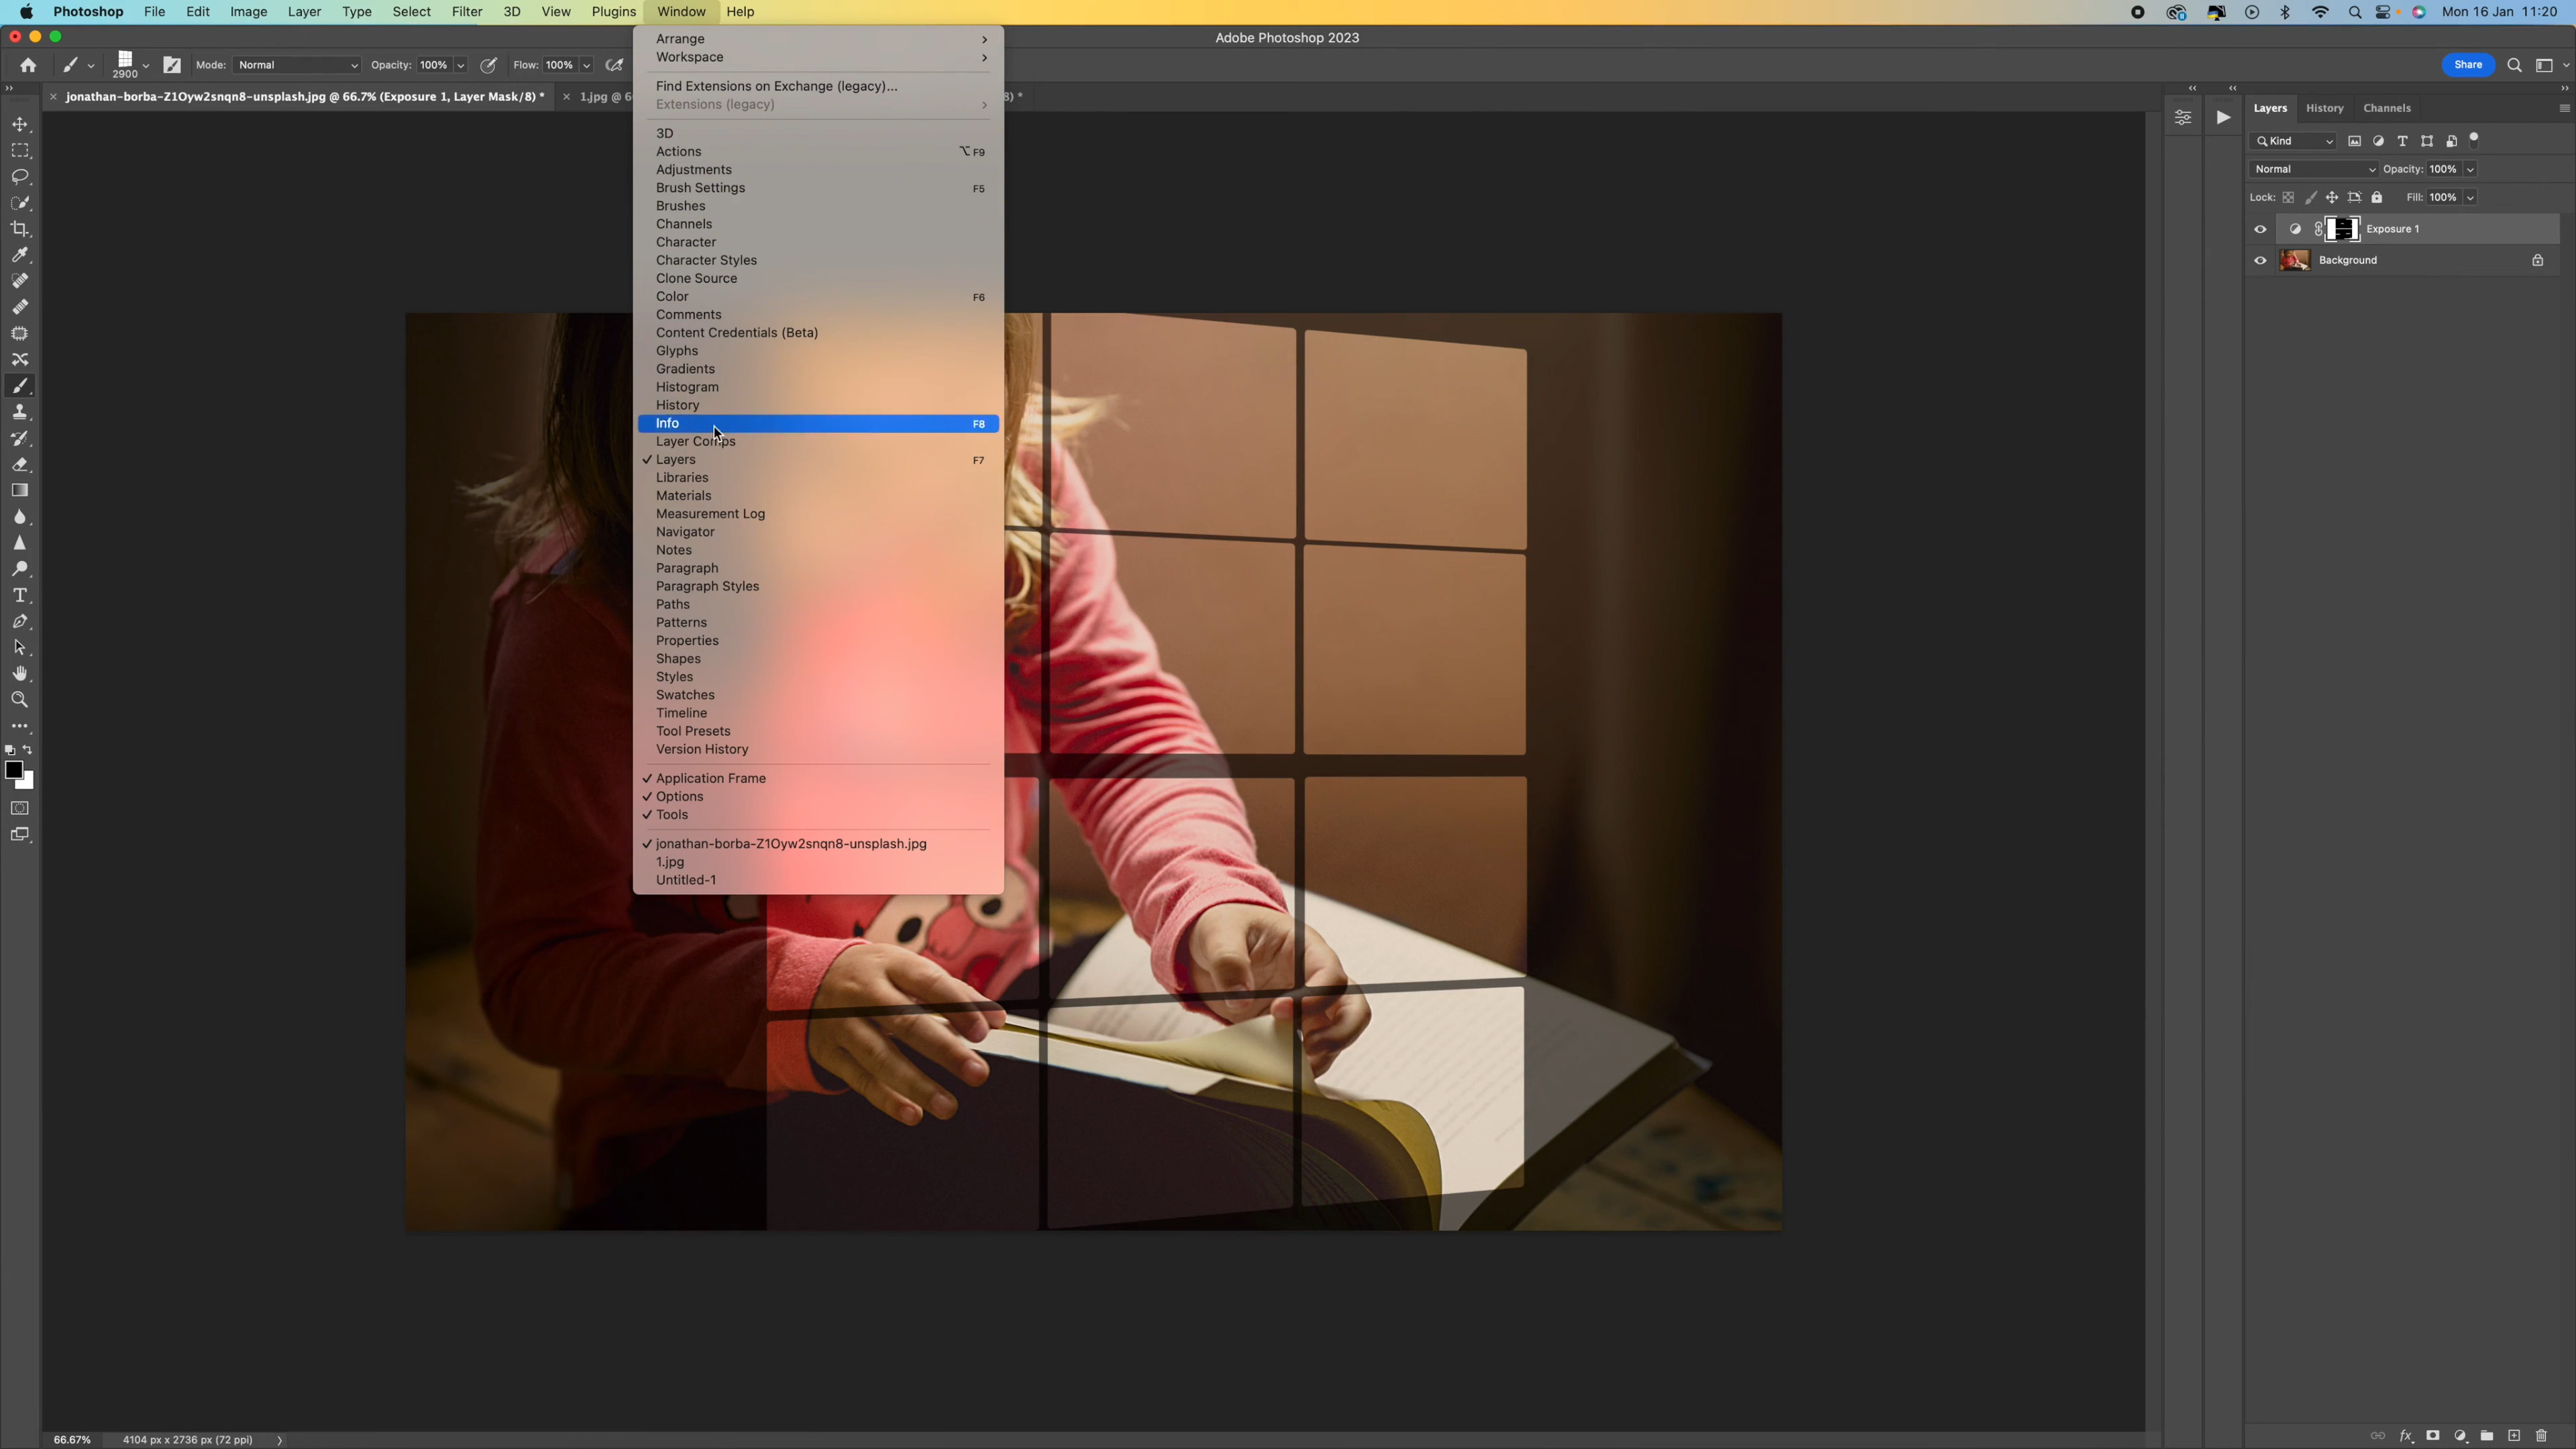 Photoshop File Edit Image Layer Type Select Filter 3D View Plugins Window Help Mon 16 Jan 11:20
Adobe Photoshop 2023
2900 Mode: Normal Opacity: 100% Flow: 100% Share
jonathan-borba-Z1Oyw2snqn8-unsplash.jpg @ 66.7% (Exposure 1, Layer Mask/8) * 1.jpg @ 6 8) *
Arrange
Workspace
Find Extensions on Exchange (legacy)...
Extensions (legacy)
3D
Actions ⌥ F9
Adjustments
Brush Settings F5
Brushes
Channels
Character
Character Styles
Clone Source
Color F6
Comments
Content Credentials (Beta)
Glyphs
Gradients
Histogram
History
Info F8
Layer Comps
Layers F7
Libraries
Materials
Measurement Log
Navigator
Notes
Paragraph
Paragraph Styles
Paths
Patterns
Properties
Shapes
Styles
Swatches
Timeline
Tool Presets
Version History
Application Frame
Options
Tools
jonathan-borba-Z1Oyw2snqn8-unsplash.jpg
1.jpg
Untitled-1
Layers History Channels
Kind
Normal Opacity: 100%
Lock: Fill: 100%
Exposure 1
Background
66.67% 4104 px x 2736 px (72 ppi)